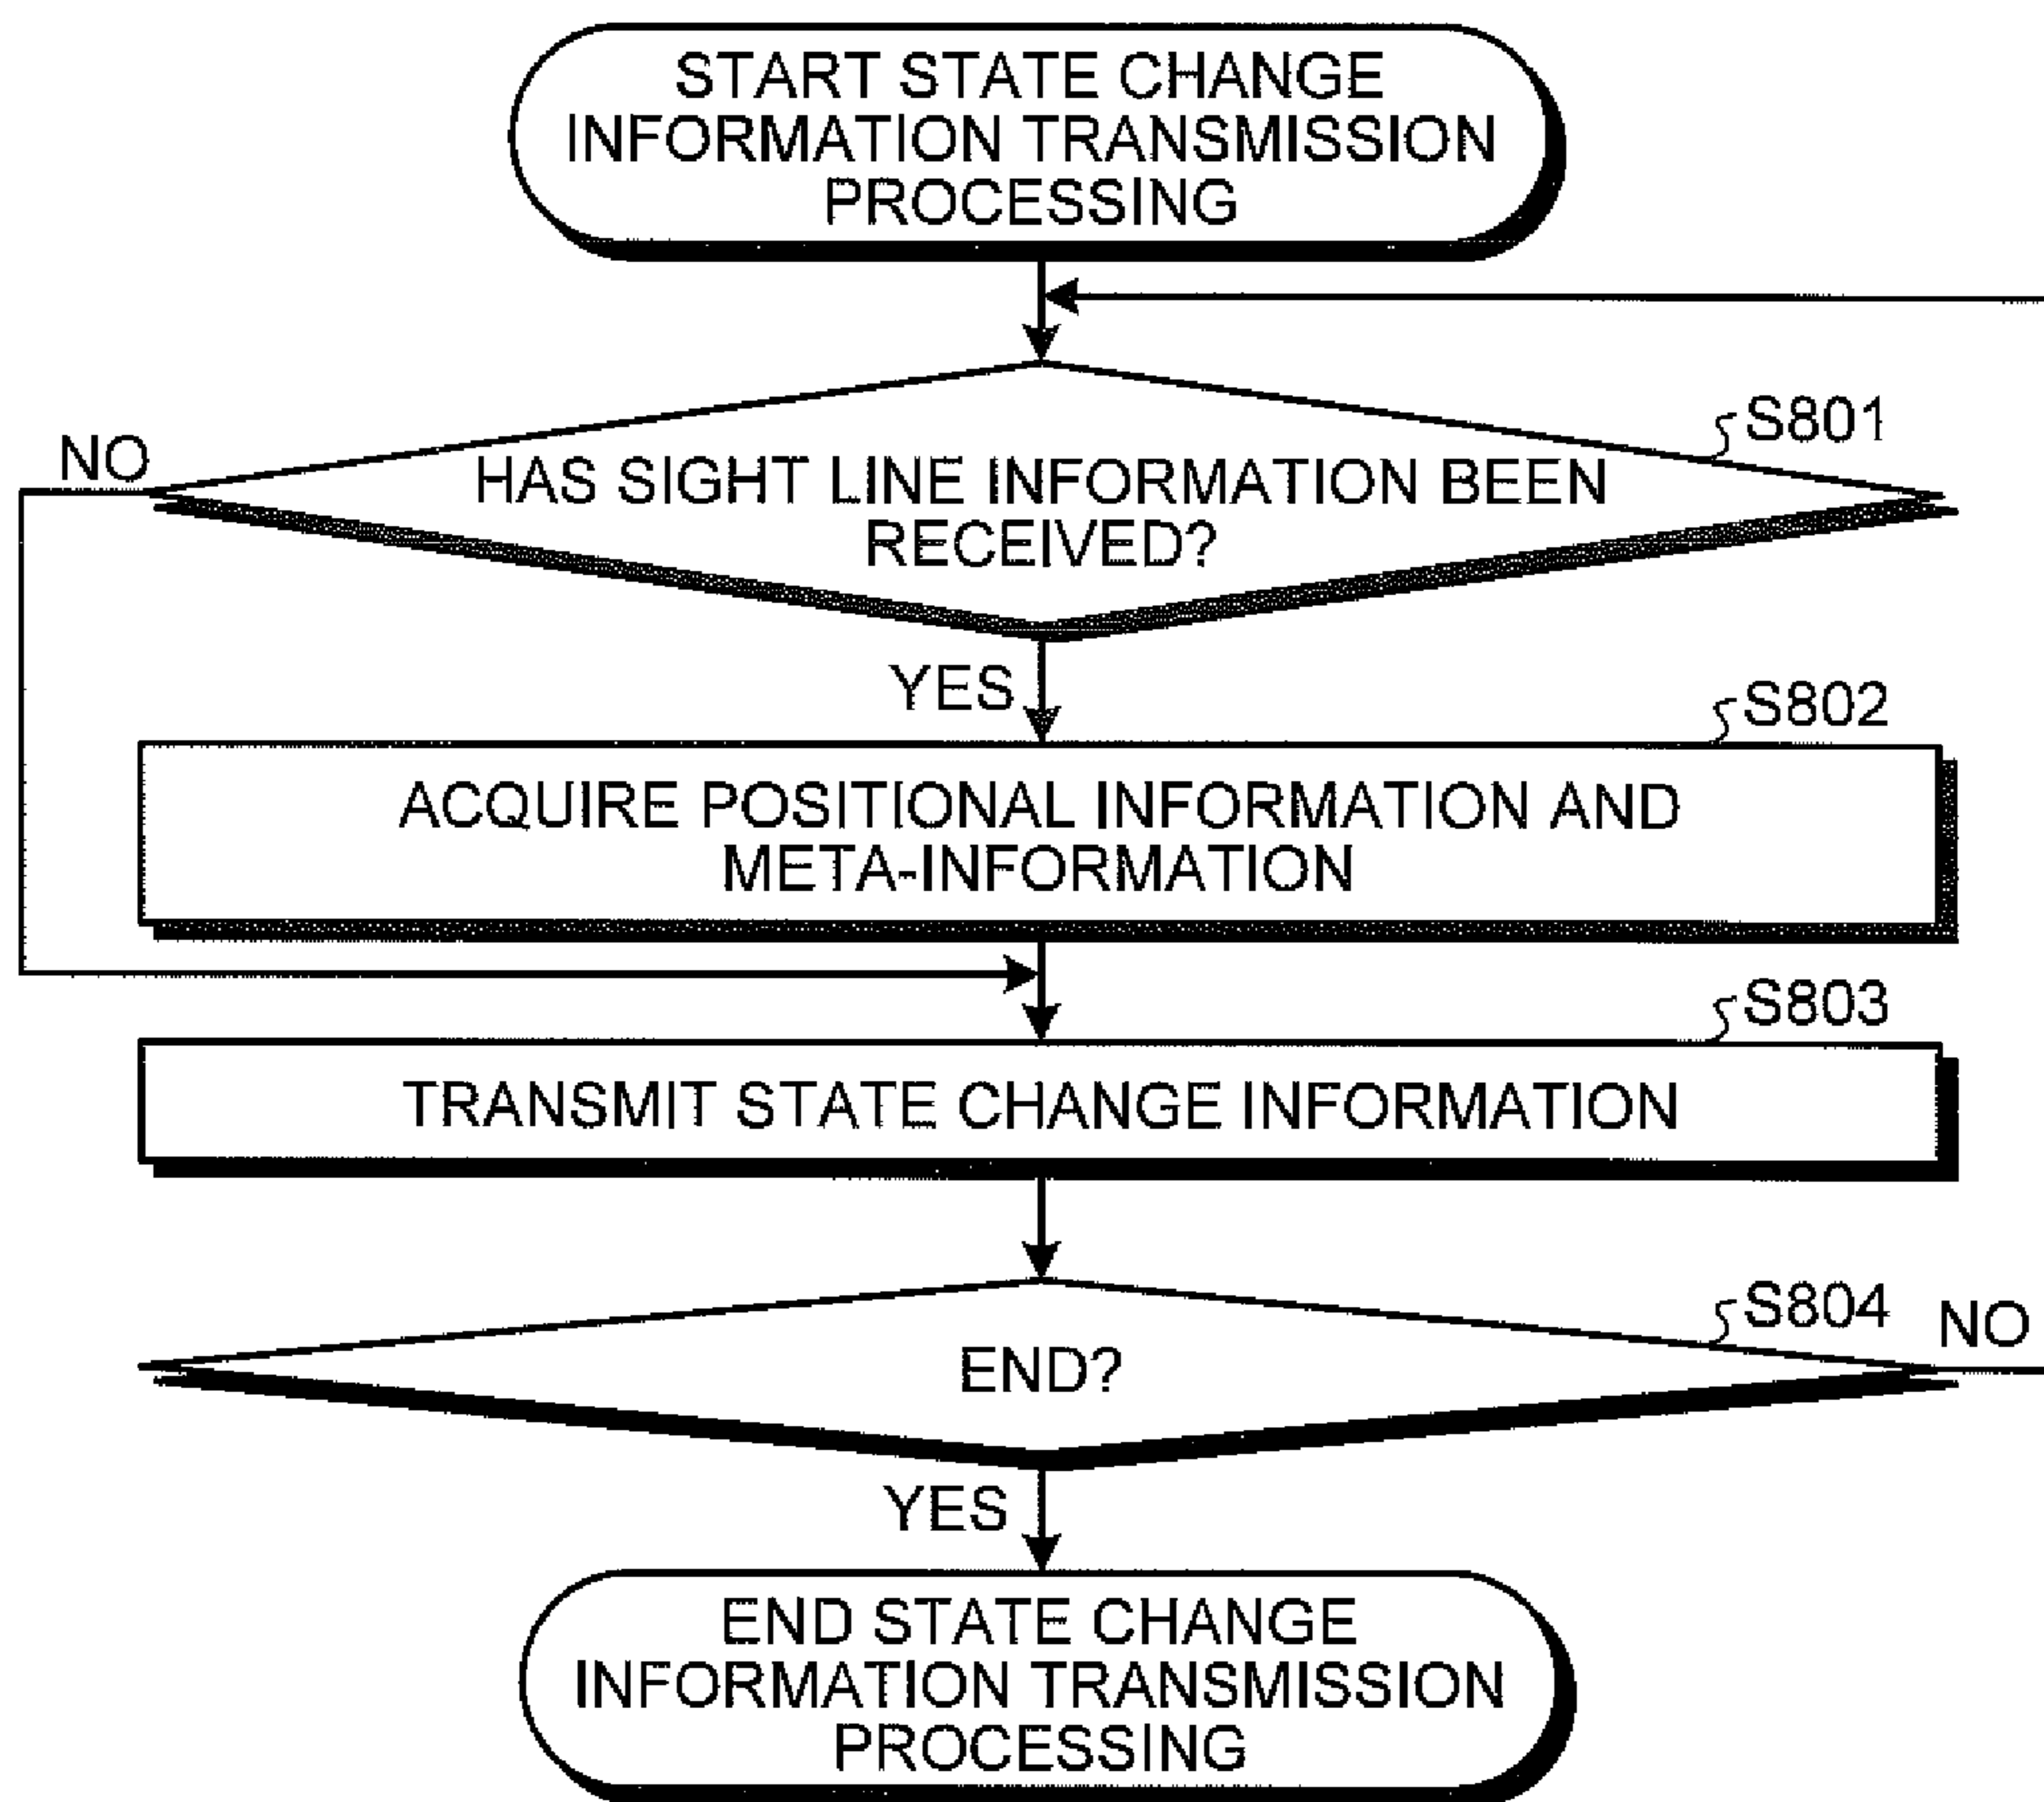 START STATE CHANGE
INFORMATION TRANSMISSION
PROCESSING
S801
NO
HAS SIGHT LINE INFORMATION BEEN
RECEIVED?
YES
S802
ACQUIRE POSITIONAL INFORMATION AND
META-INFORMATION
S803
TRANSMIT STATE CHANGE INFORMATION
S804
NO
END?
YES
END STATE CHANGE
INFORMATION TRANSMISSION
PROCESSING